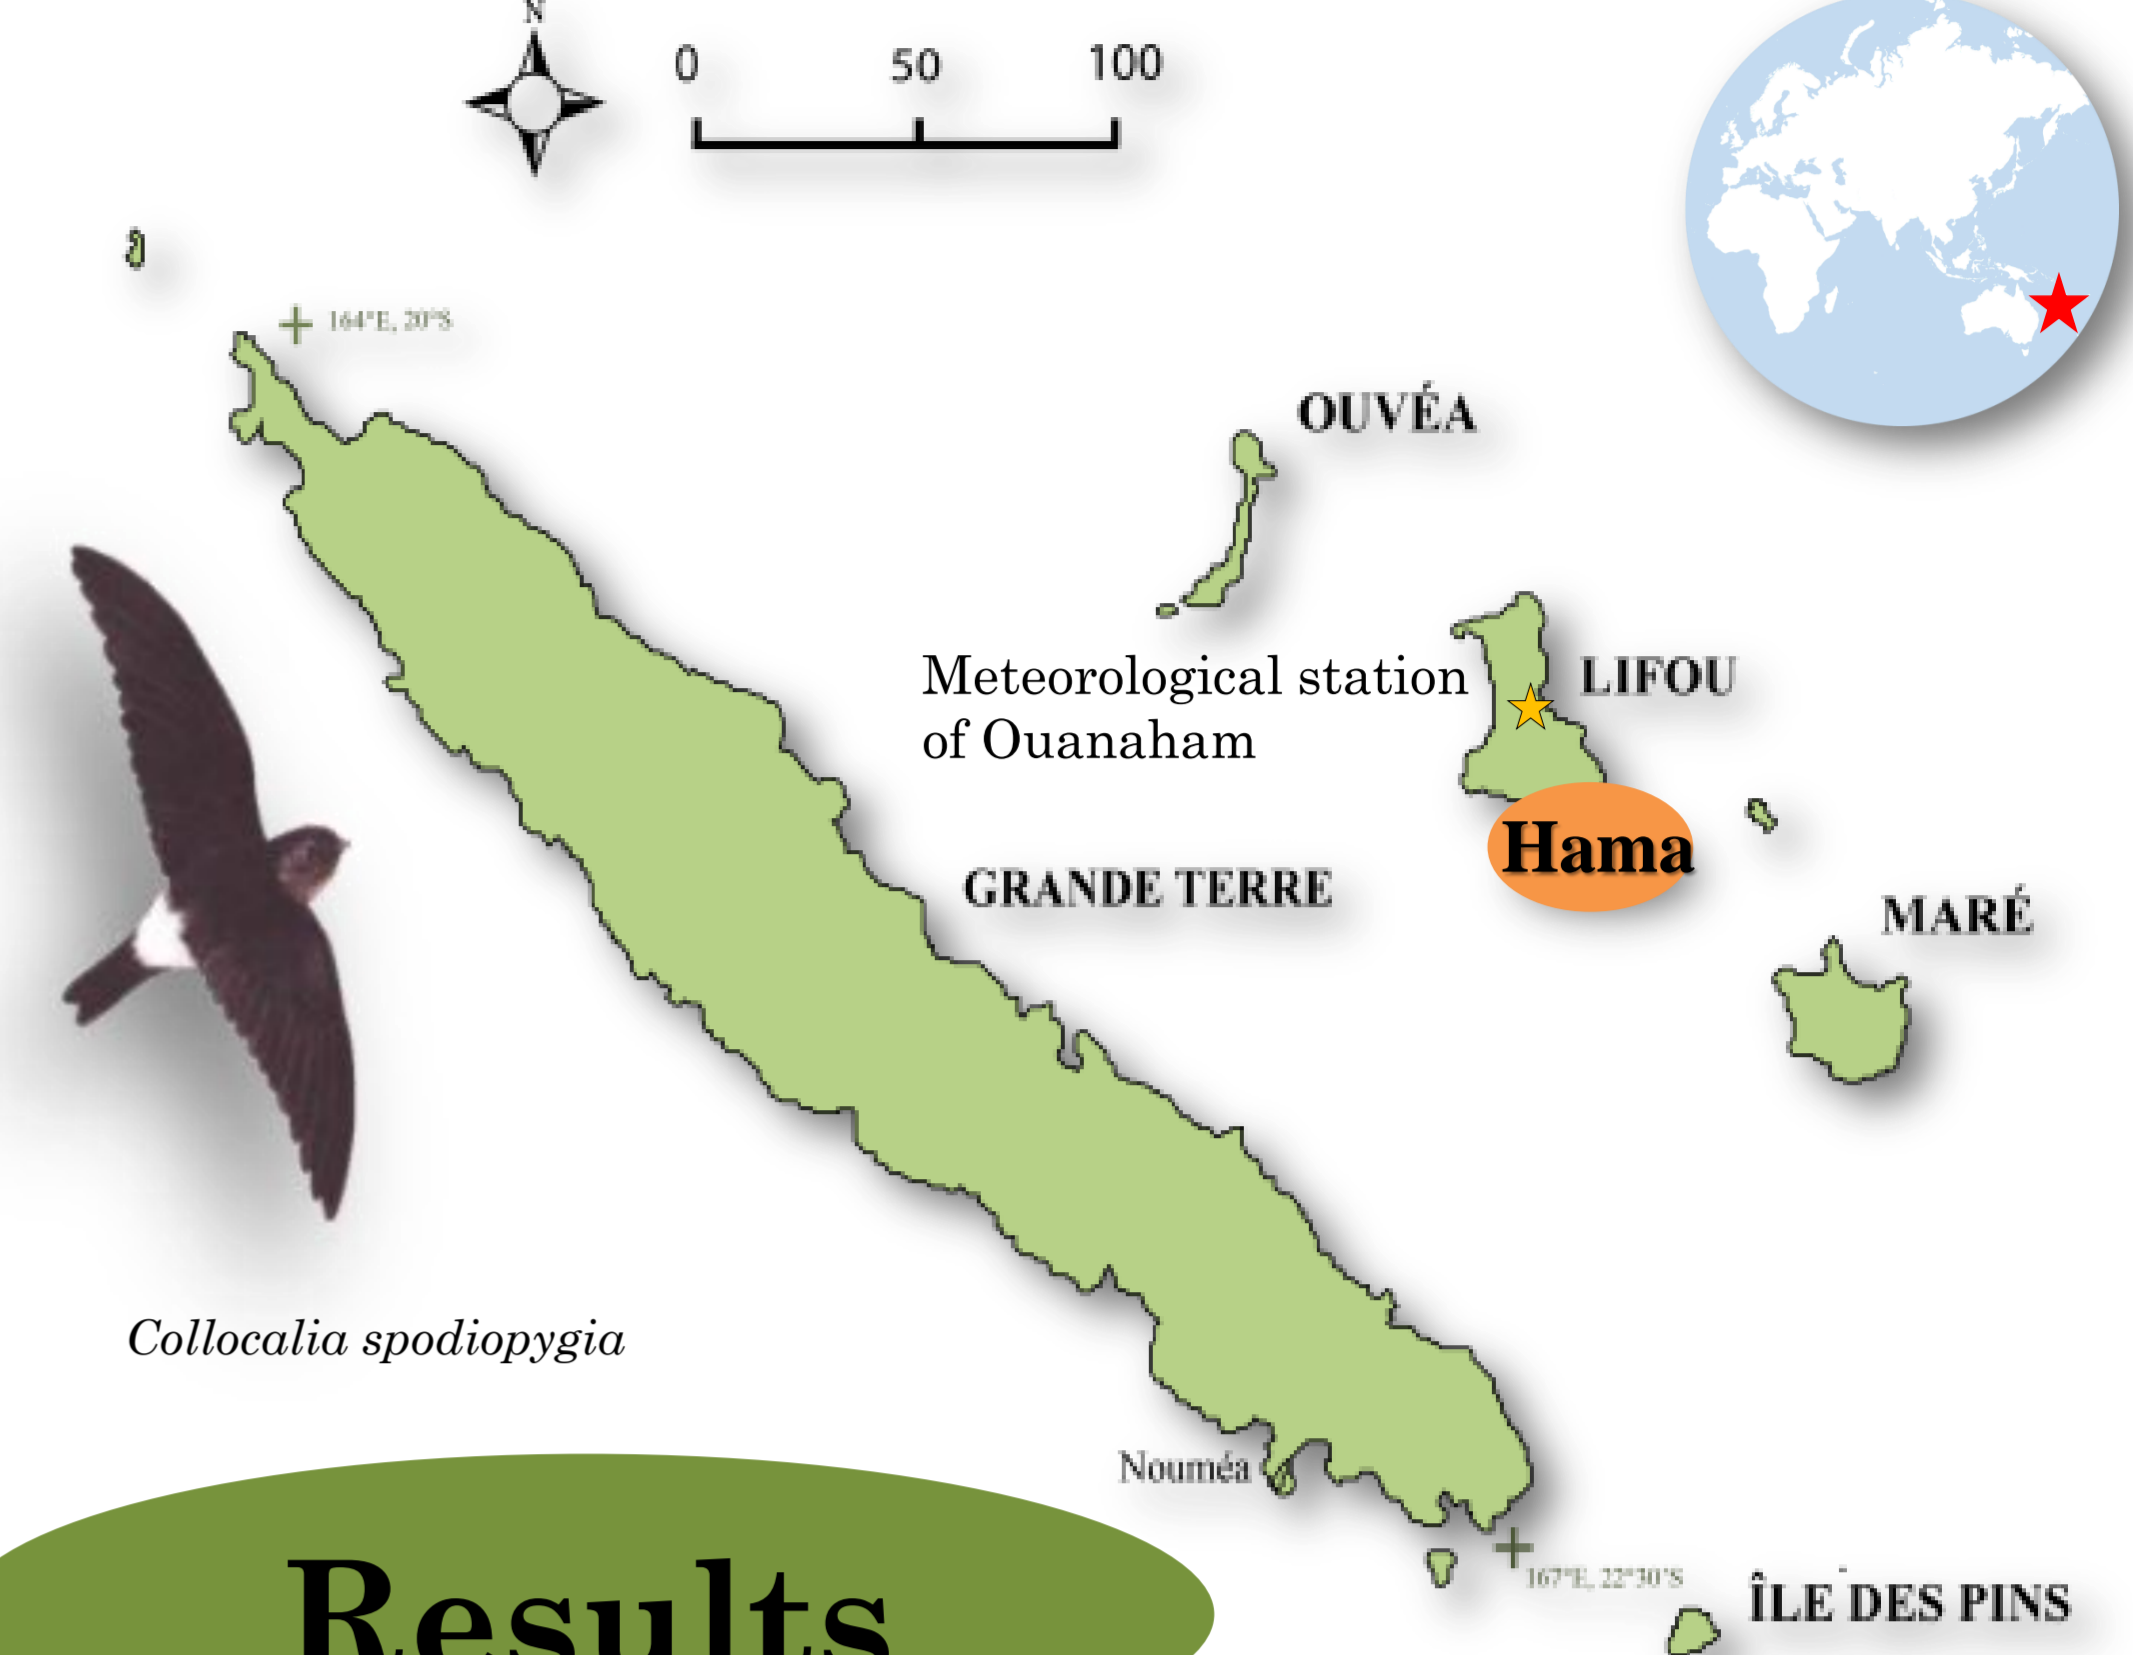 N
0 50 100
164°E, 20°S
OUVÉA
Meteorological station
of Ouanaham
LIFOU
Hama
GRANDE TERRE
MARÉ
Collocalia spodiopygia
Nouméa
167°E, 22°30'S
ÎLE DES PINS
Results